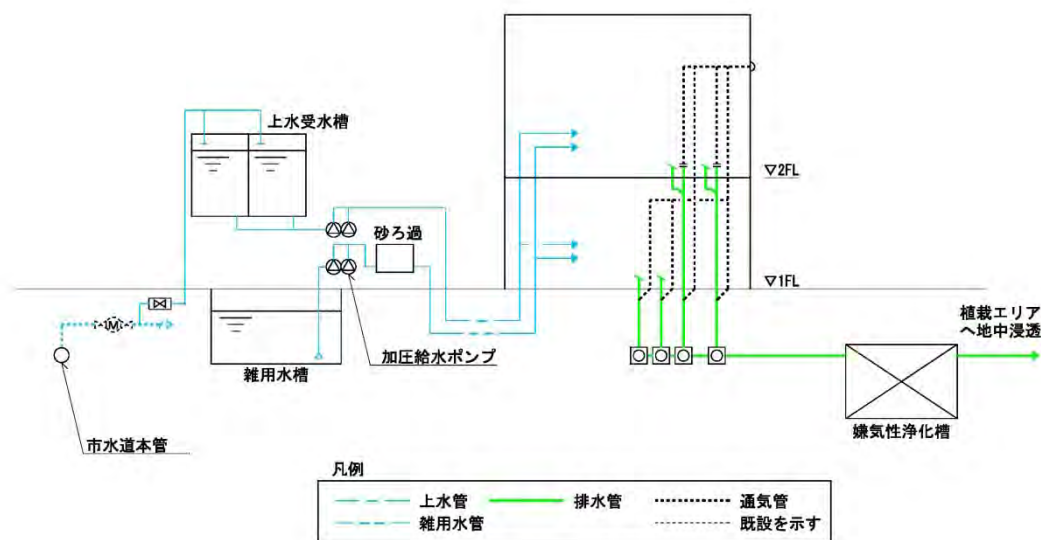 上水受水槽
▽2FL
砂ろ過
▽1FL
M
植栽エリア
へ地中浸透
加圧給水ポンプ
雑用水槽
嫌気性浄化槽
市水道本管
凡例
上水管 排水管 通気管
雑用水管 既設を示す